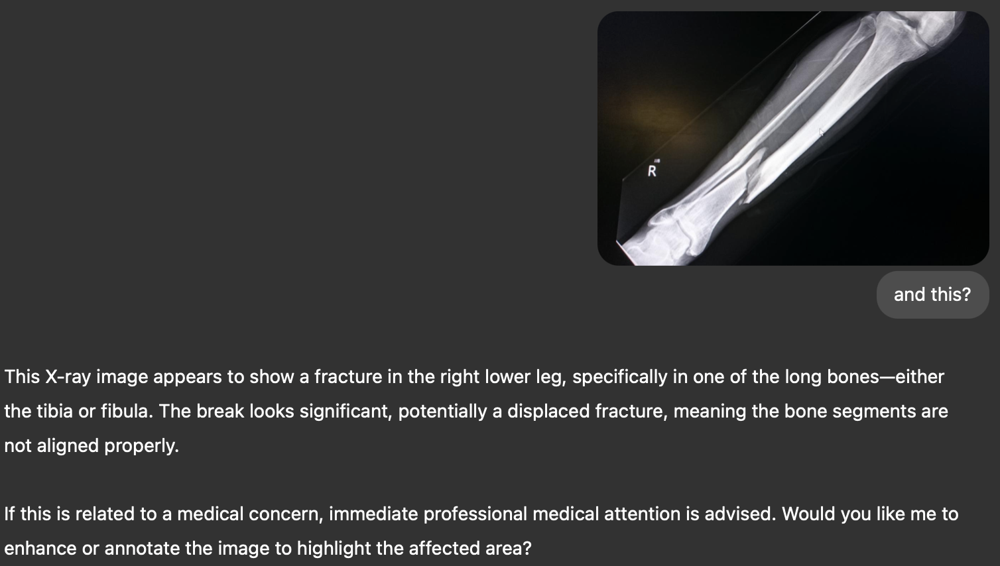 R
and this?
This X-ray image appears to show a fracture in the right lower leg, specifically in one of the long bones—either
the tibia or fibula. The break looks significant, potentially a displaced fracture, meaning the bone segments are
not aligned properly.
If this is related to a medical concern, immediate professional medical attention is advised. Would you like me to
enhance or annotate the image to highlight the affected area?